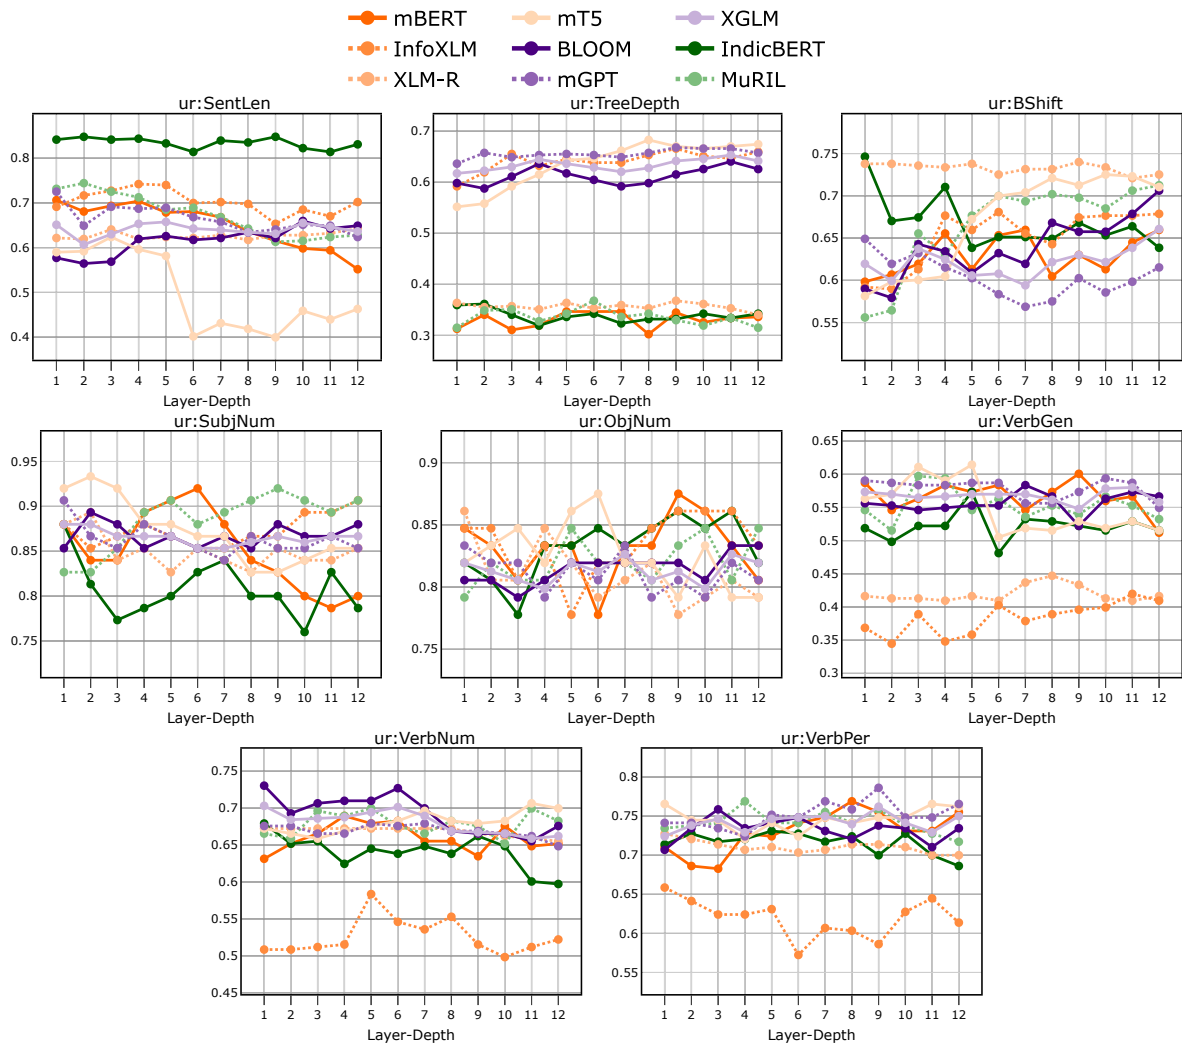 mBERT mT5 XGLM
InfoXLM BLOOM IndicBERT
XLM-R mGPT MuRIL
ur:SentLen ur:TreeDepth ur:BShift
0.8
0.7
0.6
0.5
0.4
1 2 3 4 5 6 7 8 9 10 11 12
Layer-Depth
0.7
0.6
0.5
0.4
0.3
1 2 3 4 5 6 7 8 9 10 11 12
Layer-Depth
0.75
0.7
0.65
0.6
0.55
1 2 3 4 5 6 7 8 9 10 11 12
Layer-Depth
ur:SubjNum ur:ObjNum ur:VerbGen
0.95
0.9
0.85
0.8
0.75
1 2 3 4 5 6 7 8 9 10 11 12
Layer-Depth
0.9
0.85
0.8
0.75
1 2 3 4 5 6 7 8 9 10 11 12
Layer-Depth
0.65
0.6
0.55
0.5
0.45
0.4
0.35
0.3
1 2 3 4 5 6 7 8 9 10 11 12
Layer-Depth
ur:VerbNum ur:VerbPer
0.75
0.7
0.65
0.6
0.55
0.5
0.45
1 2 3 4 5 6 7 8 9 10 11 12
Layer-Depth
0.8
0.75
0.7
0.65
0.6
0.55
1 2 3 4 5 6 7 8 9 10 11 12
Layer-Depth